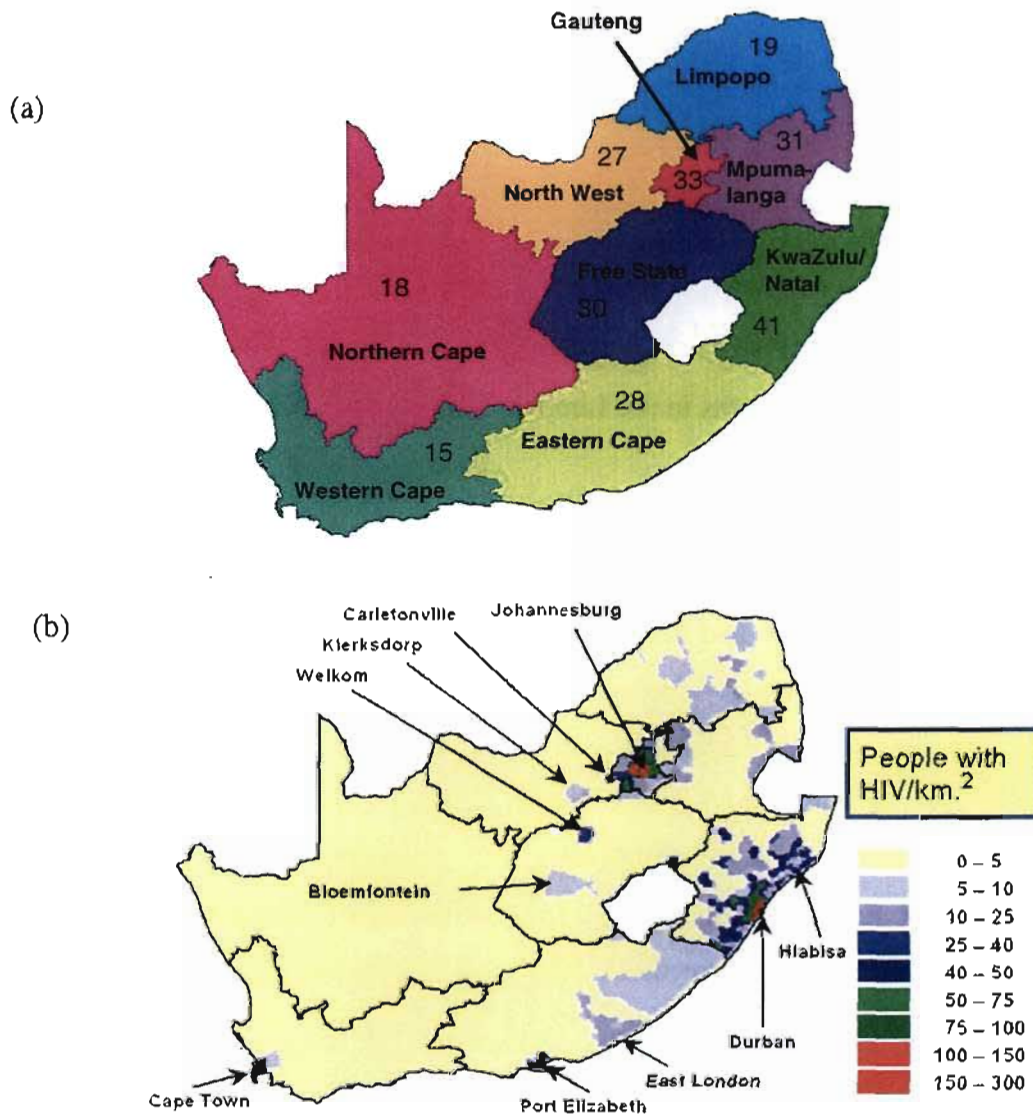 (a)
Gauteng
19
Limpopo
31
Mpuma-
langa
27
North West
33
KwaZulu/
Natal
41
Free State
30
18
Northern Cape
28
Eastern Cape
15
Western Cape
(b)
Johannesburg
Carletonville
Klerksdorp
Welkom
Bloemfontein
Hlabisa
Durban
East London
Port Elizabeth
Cape Town
People with
HIV/km.²
0 – 5
5 – 10
10 – 25
25 – 40
40 – 50
50 – 75
75 – 100
100 – 150
150 – 300